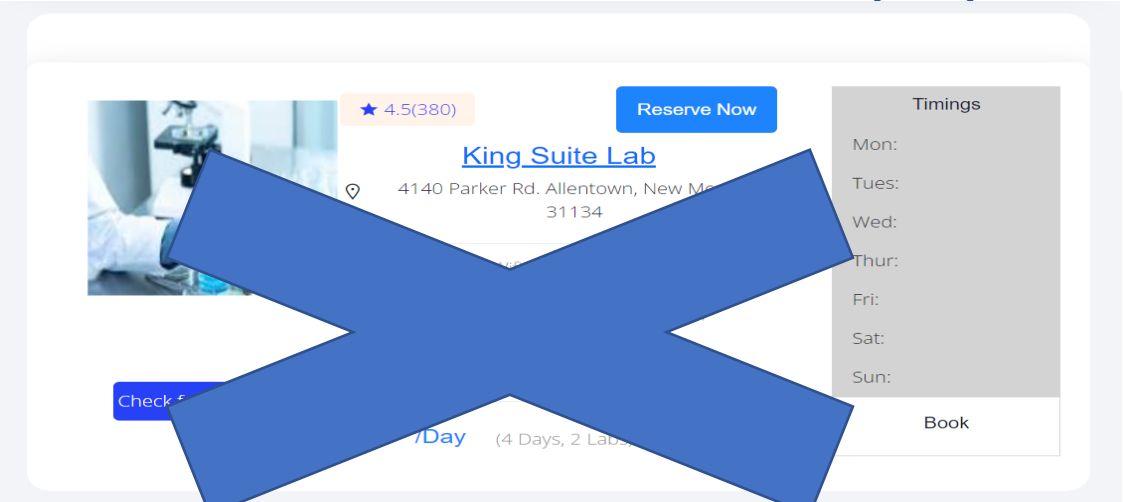 4.5(380)
Reserve Now
King Suite Lab
4140 Parker Rd. Allentown, New
31134
Check
/Day (4 Days, 2 Labs,
Timings
Mon:
Tues:
Wed:
Thur:
Fri:
Sat:
Sun:
Book